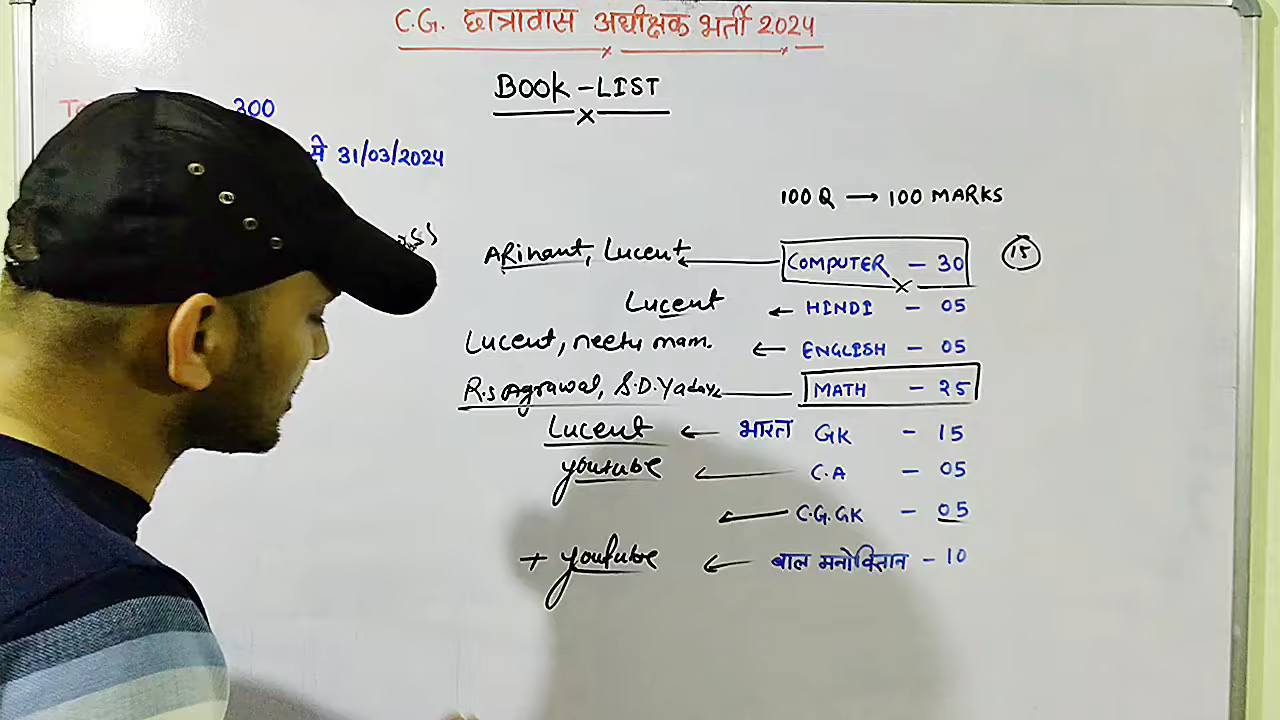 C.G. छात्रावास अधीक्षक भर्ती 2024
Book-LIST
300
से 31/03/2024
100 Q → 100 MARKS
Arihant, Lucent ← COMPUTER - 30 15
Lucent ← HINDI - 05
Lucent, neetu mam. ← ENGLISH - 05
R.S Agrawal, S.D. Yadav ← MATH - 25
Lucent ← भारत GK - 15
youtube ← C.A - 05
← C.G. GK - 05
+ youtube ← बाल मनोविज्ञान - 10